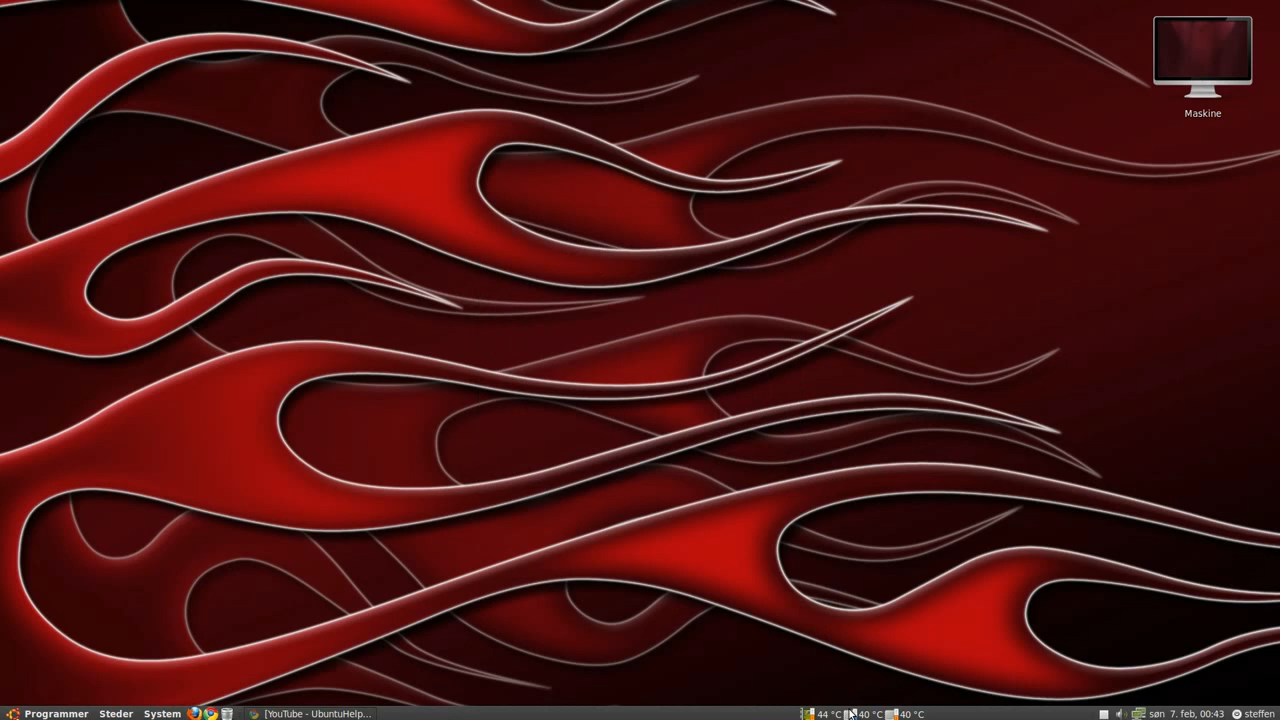 Maskine
Programmer Steder System [YouTube - UbuntuHelp... 44 °C 40 °C 40 °C søn 7. feb, 00:43 steffen